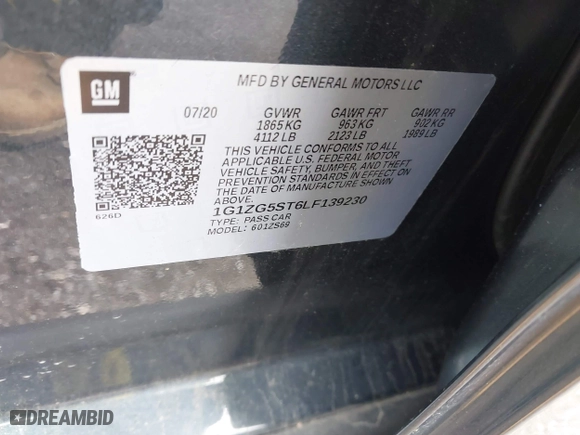 GM
MFD BY GENERAL MOTORS LLC
07/20 GVWR GAWR FRT GAWR RR
1865 KG 963 KG 902 KG
4112 LB 2123 LB 1989 LB
THIS VEHICLE CONFORMS TO ALL
APPLICABLE U.S. FEDERAL MOTOR
VEHICLE SAFETY, BUMPER, AND THEFT
PREVENTION STANDARDS IN EFFECT ON
THE DATE OF MANUFACTURE SHOWN
ABOVE.
1G1ZG5ST6LF139230
TYPE: PASS CAR
MODEL: 601ZS69
626D
DREAMBID